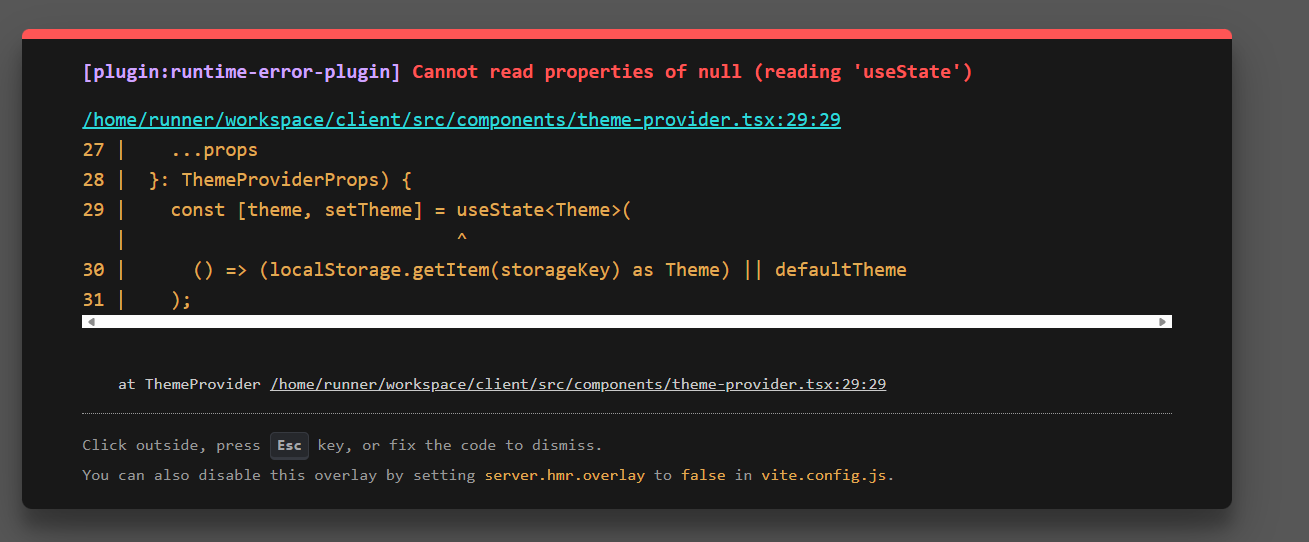 [plugin:runtime-error-plugin] Cannot read properties of null (reading 'useState')
/home/runner/workspace/client/src/components/theme-provider.tsx:29:29
27 |    ...props
28 |  }: ThemeProviderProps) {
29 |    const [theme, setTheme] = useState<Theme>(
   |                              ^
30 |      () => (localStorage.getItem(storageKey) as Theme) || defaultTheme
31 |    );
at ThemeProvider /home/runner/workspace/client/src/components/theme-provider.tsx:29:29
Click outside, press Esc key, or fix the code to dismiss.
You can also disable this overlay by setting server.hmr.overlay to false in vite.config.js.